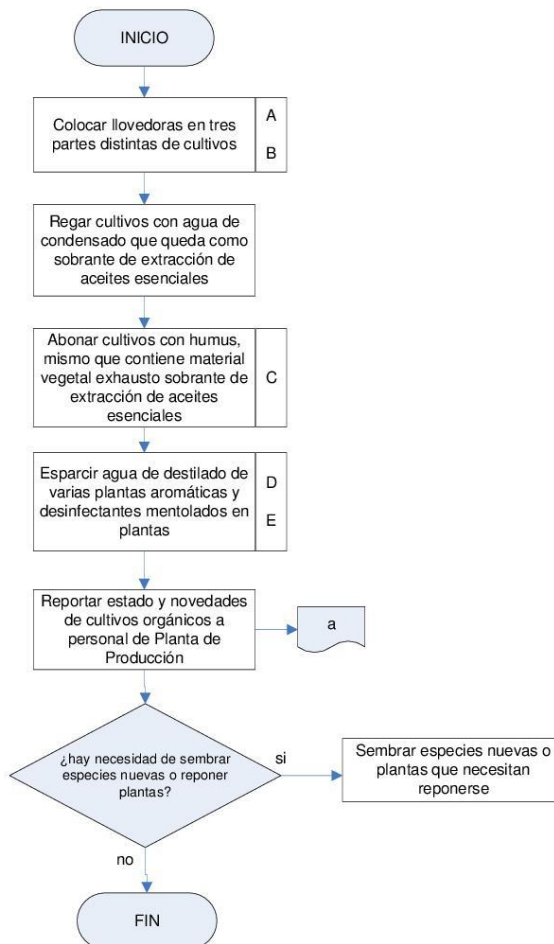 INICIO
Colocar llovedoras en tres
partes distintas de cultivos
A
B
Regar cultivos con agua de
condensado que queda como
sobrante de extracción de
aceites esenciales
Abonar cultivos con humus,
mismo que contiene material
vegetal exhausto sobrante de
extracción de aceites
esenciales
C
Esparcir agua de destilado de
varias plantas aromáticas y
desinfectantes mentolados en
plantas
D
E
Reportar estado y novedades
de cultivos orgánicos a
personal de Planta de
Producción
a
¿hay necesidad de sembrar
especies nuevas o reponer
plantas?
si
Sembrar especies nuevas o
plantas que necesitan
reponerse
no
FIN